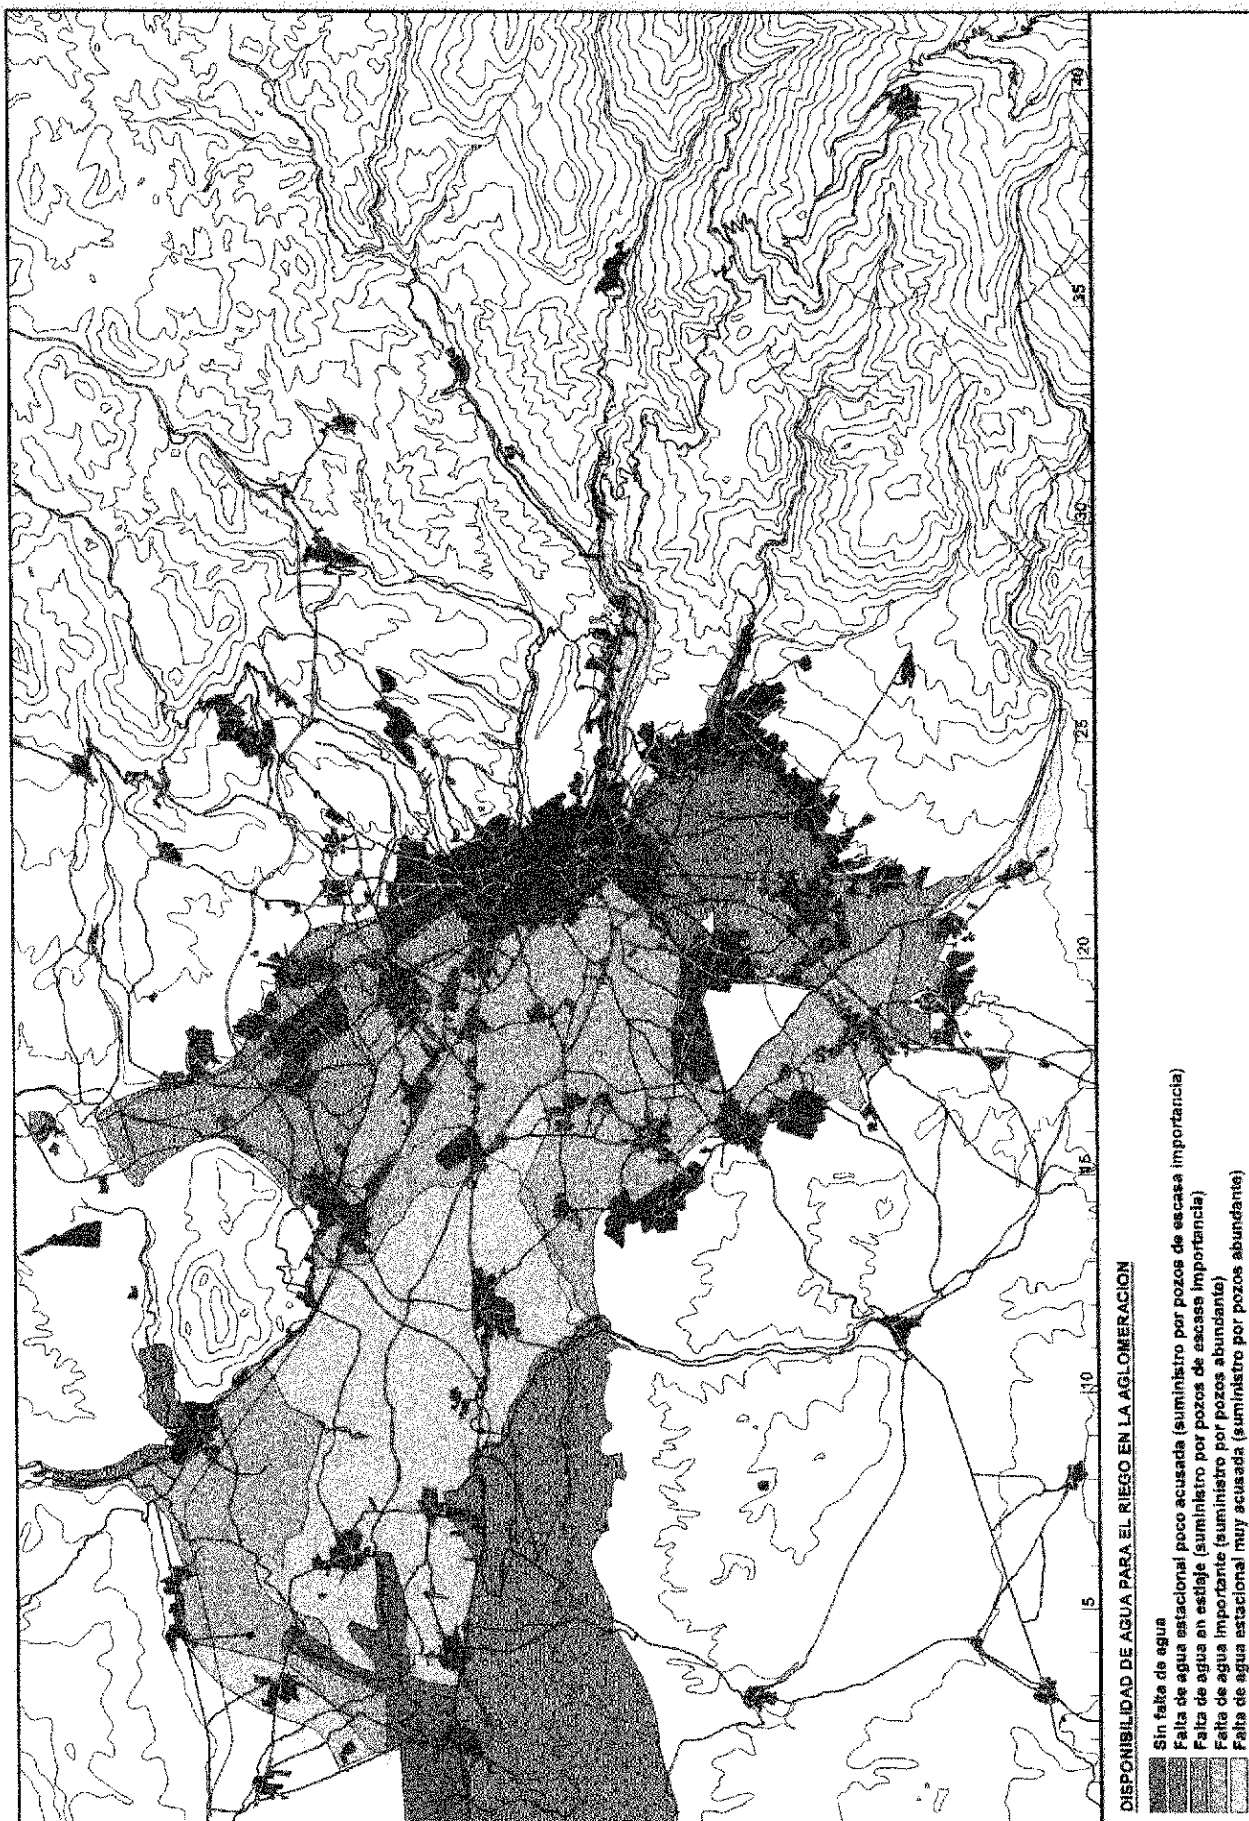 DISPONIBILIDAD DE AGUA PARA EL RIEGO EN LA AGLOMERACION
Sin falta de agua
Falta de agua estacional poco acusada (suministro por pozos de escasa importancia)
Falta de agua en estiaje (suministro por pozos de escasa importancia)
Falta de agua importante (suministro por pozos abundante)
Falta de agua estacional muy acusada (suministro por pozos abundante)
5
10
15
20
25
30
35
40